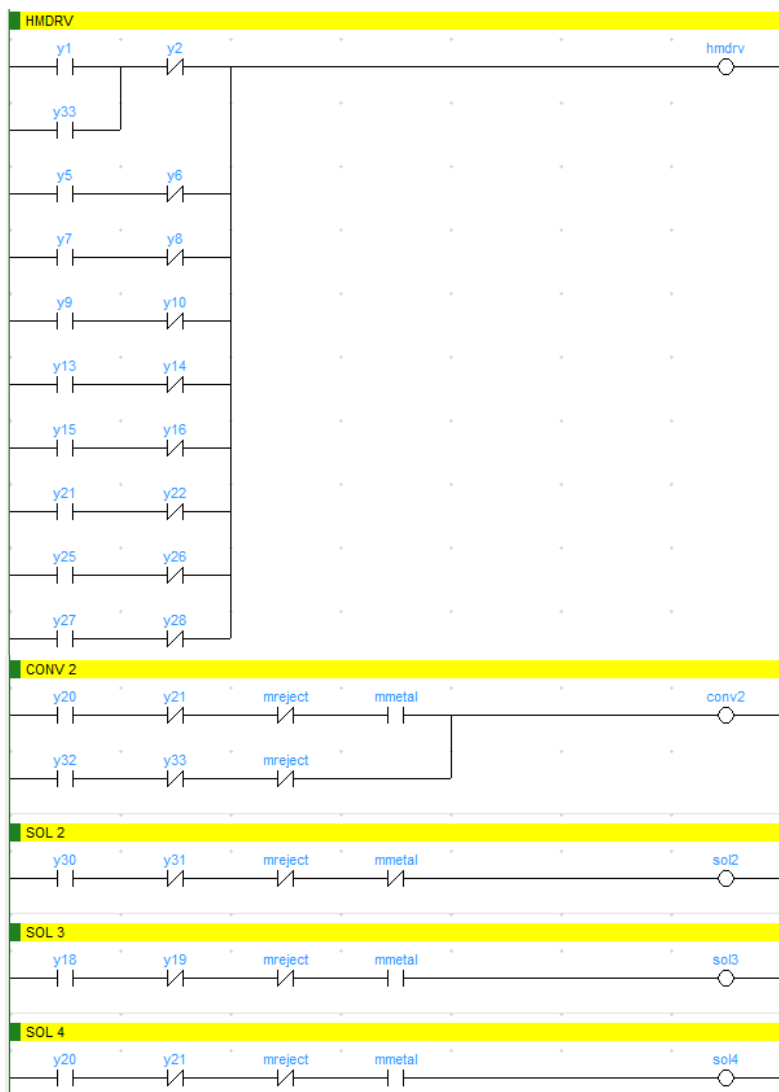 HMDRV
y1 y2 hmdrv
y33
y5 y6
y7 y8
y9 y10
y13 y14
y15 y16
y21 y22
y25 y26
y27 y28
CONV 2
y20 y21 mreject mmetal conv2
y32 y33 mreject
SOL 2
y30 y31 mreject mmetal sol2
SOL 3
y18 y19 mreject mmetal sol3
SOL 4
y20 y21 mreject mmetal sol4